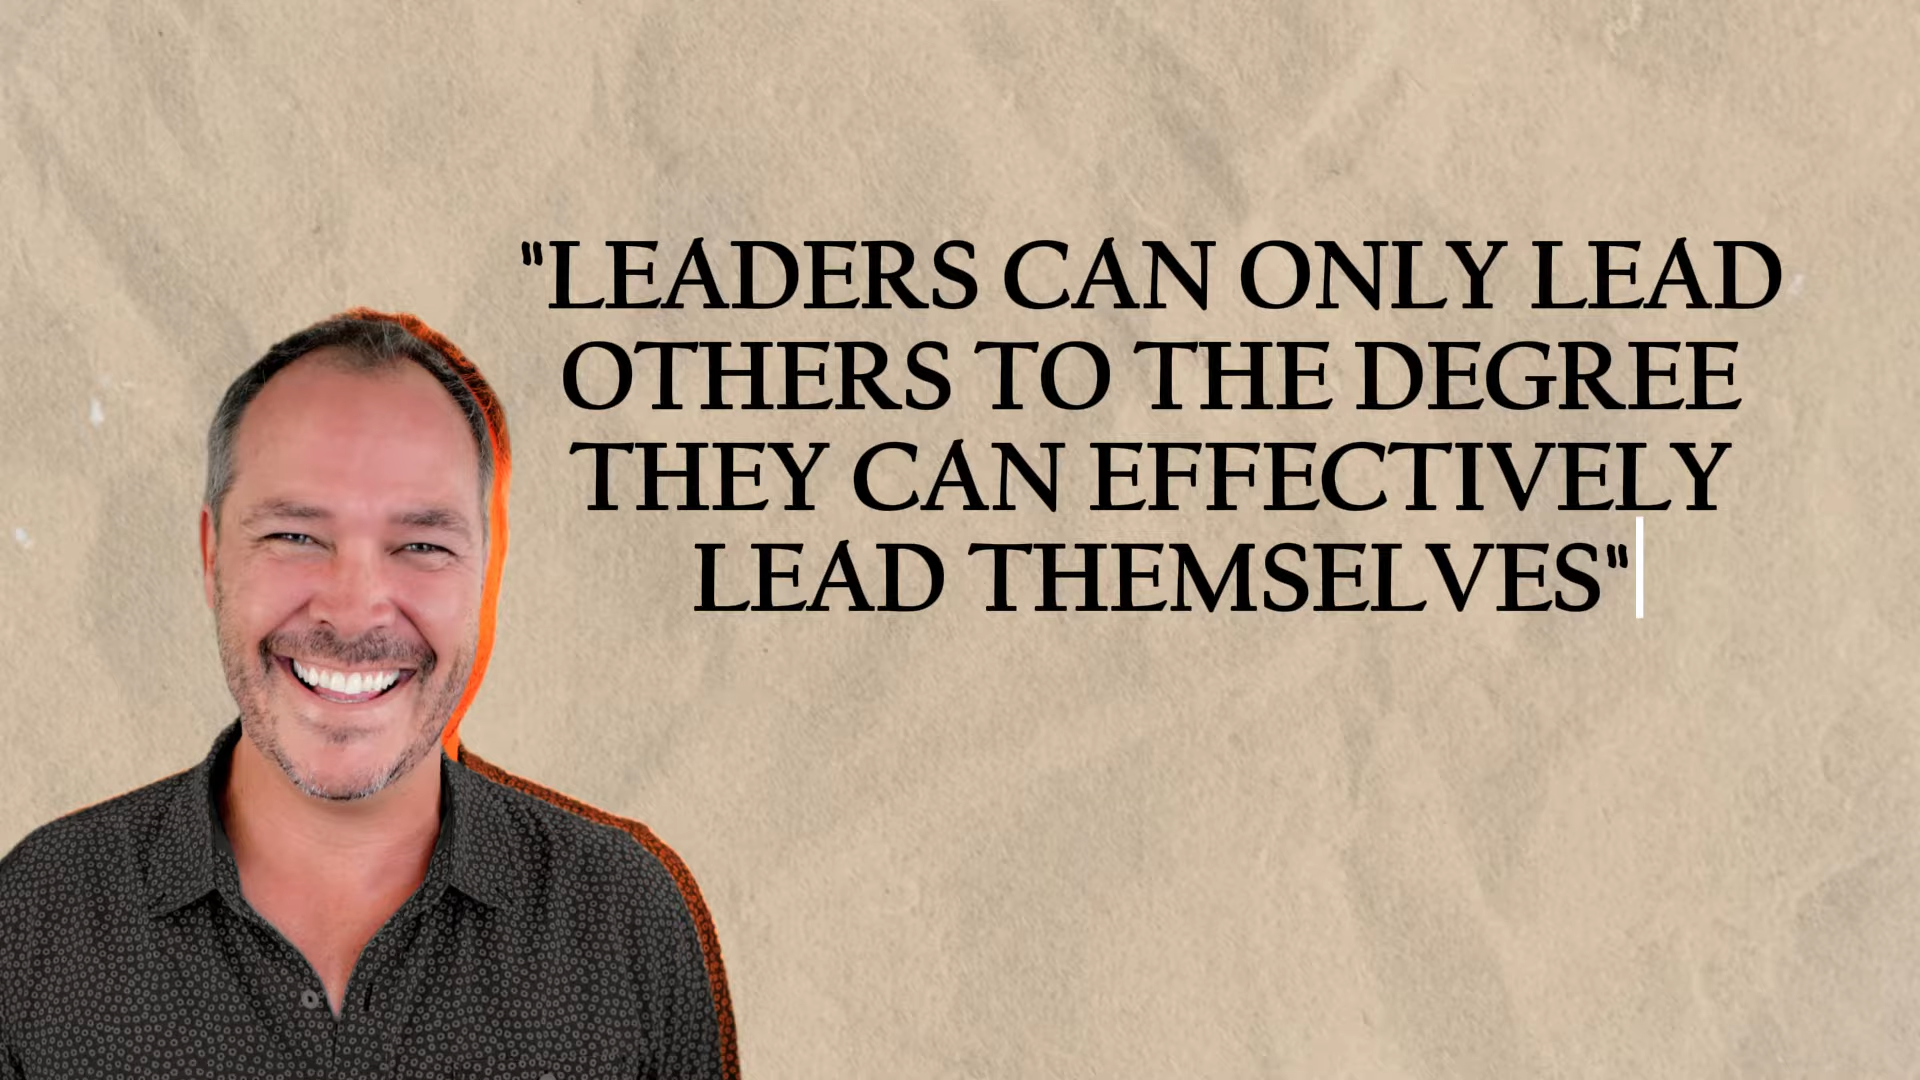 "LEADERS CAN ONLY LEAD
OTHERS TO THE DEGREE
THEY CAN EFFECTIVELY
LEAD THEMSELVES"